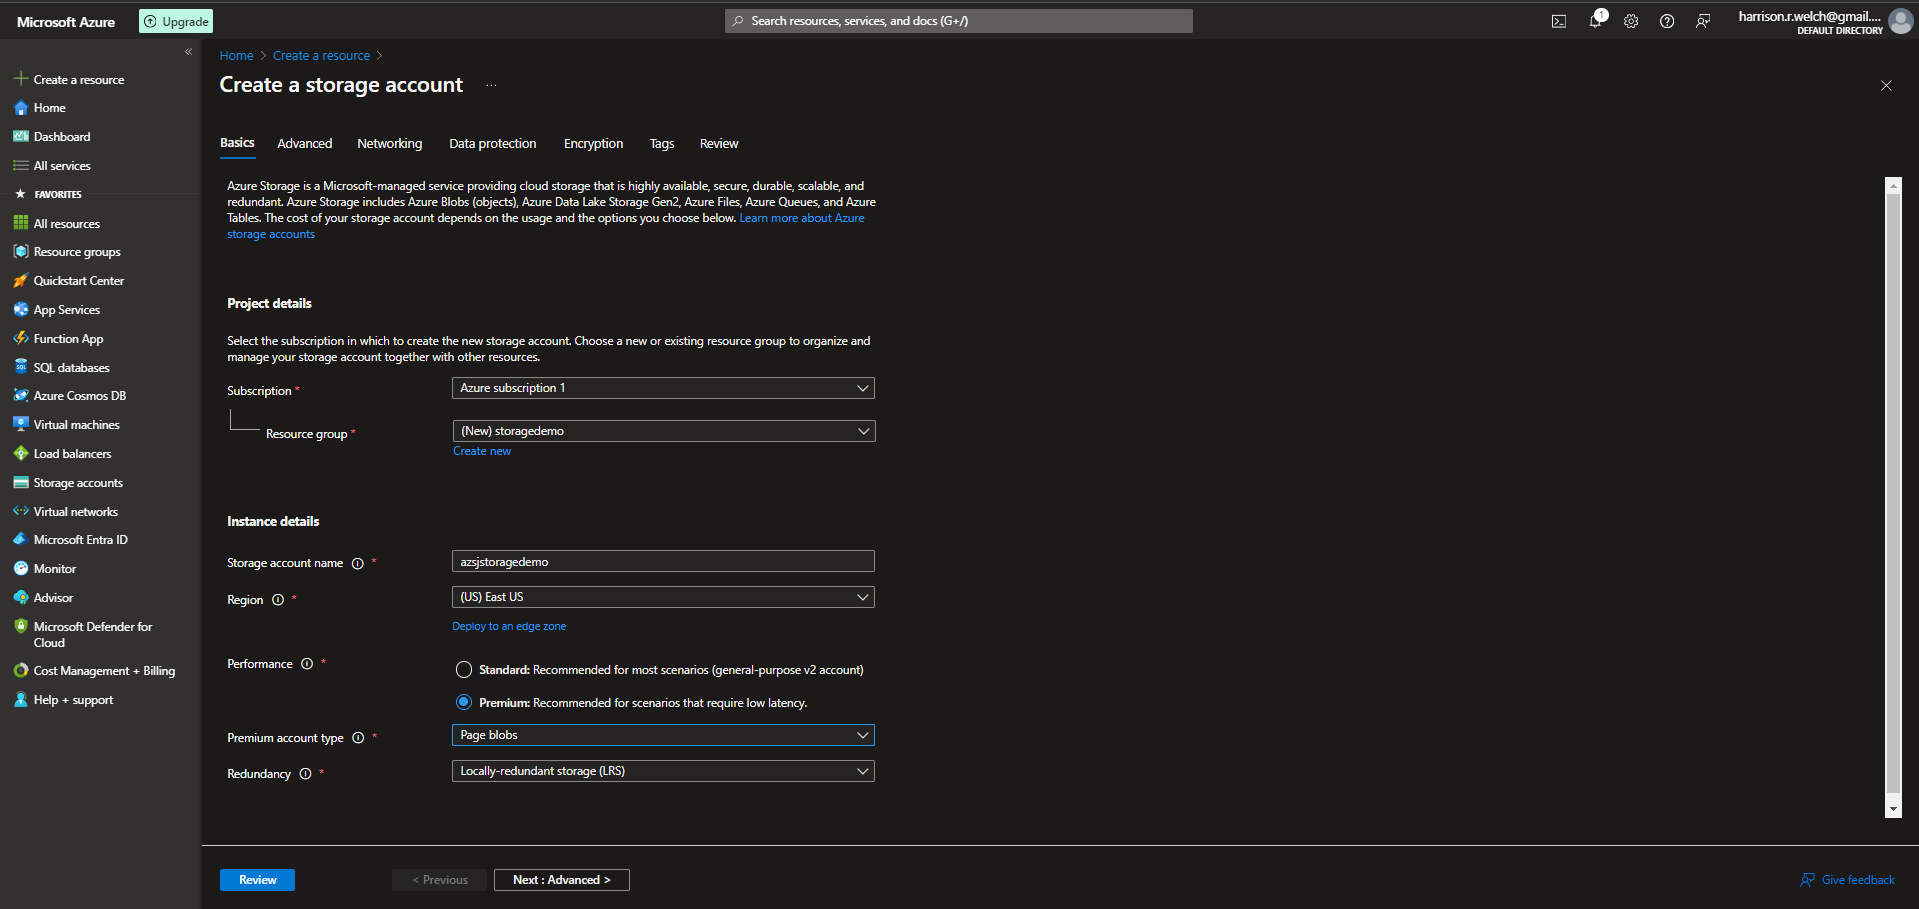 Microsoft Azure
Upgrade
Search resources, services, and docs (G+/)
1
harrison.r.welch@gmail....
DEFAULT DIRECTORY
«
Create a resource
Home
Dashboard
All services
FAVORITES
All resources
Resource groups
Quickstart Center
App Services
Function App
SQL databases
Azure Cosmos DB
Virtual machines
Load balancers
Storage accounts
Virtual networks
Microsoft Entra ID
Monitor
Advisor
Microsoft Defender for
Cloud
Cost Management + Billing
Help + support
Home > Create a resource >
Create a storage account ...
Basics Advanced Networking Data protection Encryption Tags Review
Azure Storage is a Microsoft-managed service providing cloud storage that is highly available, secure, durable, scalable, and
redundant. Azure Storage includes Azure Blobs (objects), Azure Data Lake Storage Gen2, Azure Files, Azure Queues, and Azure
Tables. The cost of your storage account depends on the usage and the options you choose below. Learn more about Azure
storage accounts
Project details
Select the subscription in which to create the new storage account. Choose a new or existing resource group to organize and
manage your storage account together with other resources.
Subscription * Azure subscription 1
Resource group * (New) storagedemo
Create new
Instance details
Storage account name * azsjstoragedemo
Region * (US) East US
Deploy to an edge zone
Performance * Standard: Recommended for most scenarios (general-purpose v2 account)
Premium: Recommended for scenarios that require low latency.
Premium account type * Page blobs
Redundancy * Locally-redundant storage (LRS)
Review < Previous Next : Advanced > Give feedback